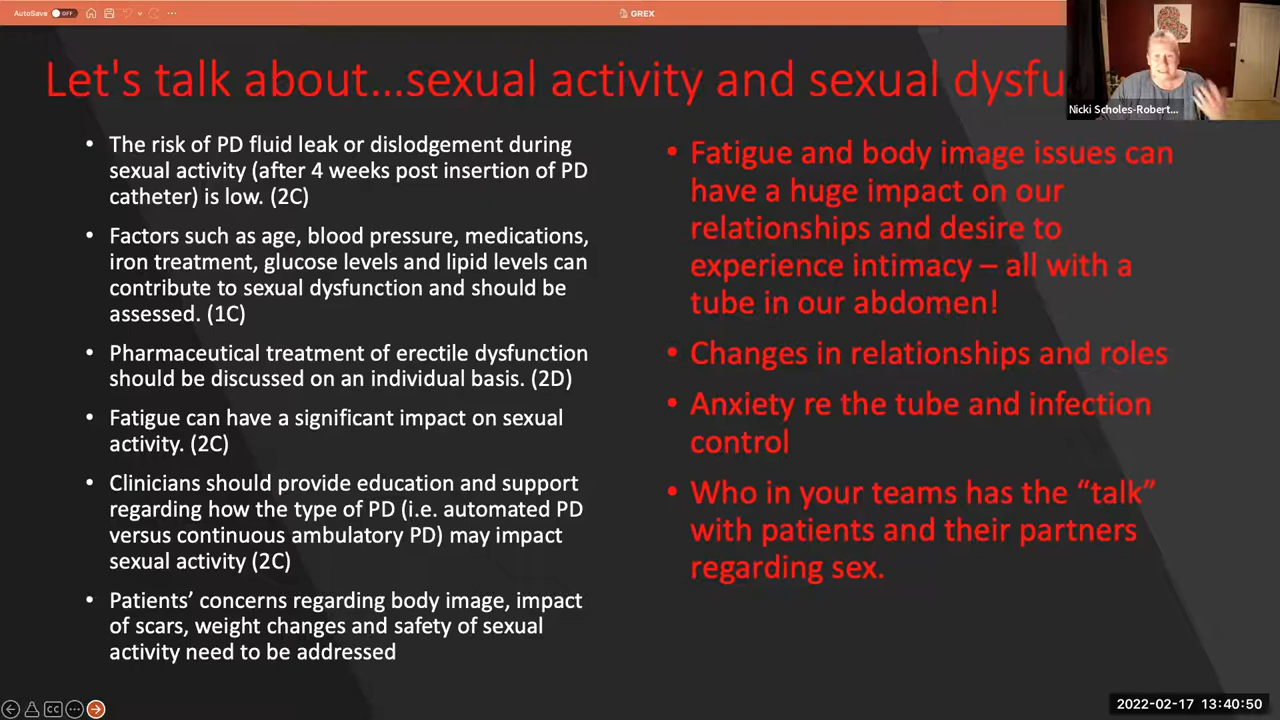 AutoSave OFF
GREX
Let's talk about...sexual activity and sexual dysfu
Nicki Scholes-Robert...
• The risk of PD fluid leak or dislodgement during
sexual activity (after 4 weeks post insertion of PD
catheter) is low. (2C)
• Factors such as age, blood pressure, medications,
iron treatment, glucose levels and lipid levels can
contribute to sexual dysfunction and should be
assessed. (1C)
• Pharmaceutical treatment of erectile dysfunction
should be discussed on an individual basis. (2D)
• Fatigue can have a significant impact on sexual
activity. (2C)
• Clinicians should provide education and support
regarding how the type of PD (i.e. automated PD
versus continuous ambulatory PD) may impact
sexual activity (2C)
• Patients’ concerns regarding body image, impact
of scars, weight changes and safety of sexual
activity need to be addressed
• Fatigue and body image issues can
have a huge impact on our
relationships and desire to
experience intimacy – all with a
tube in our abdomen!
• Changes in relationships and roles
• Anxiety re the tube and infection
control
• Who in your teams has the “talk”
with patients and their partners
regarding sex.
CC
2022-02-17 13:40:50